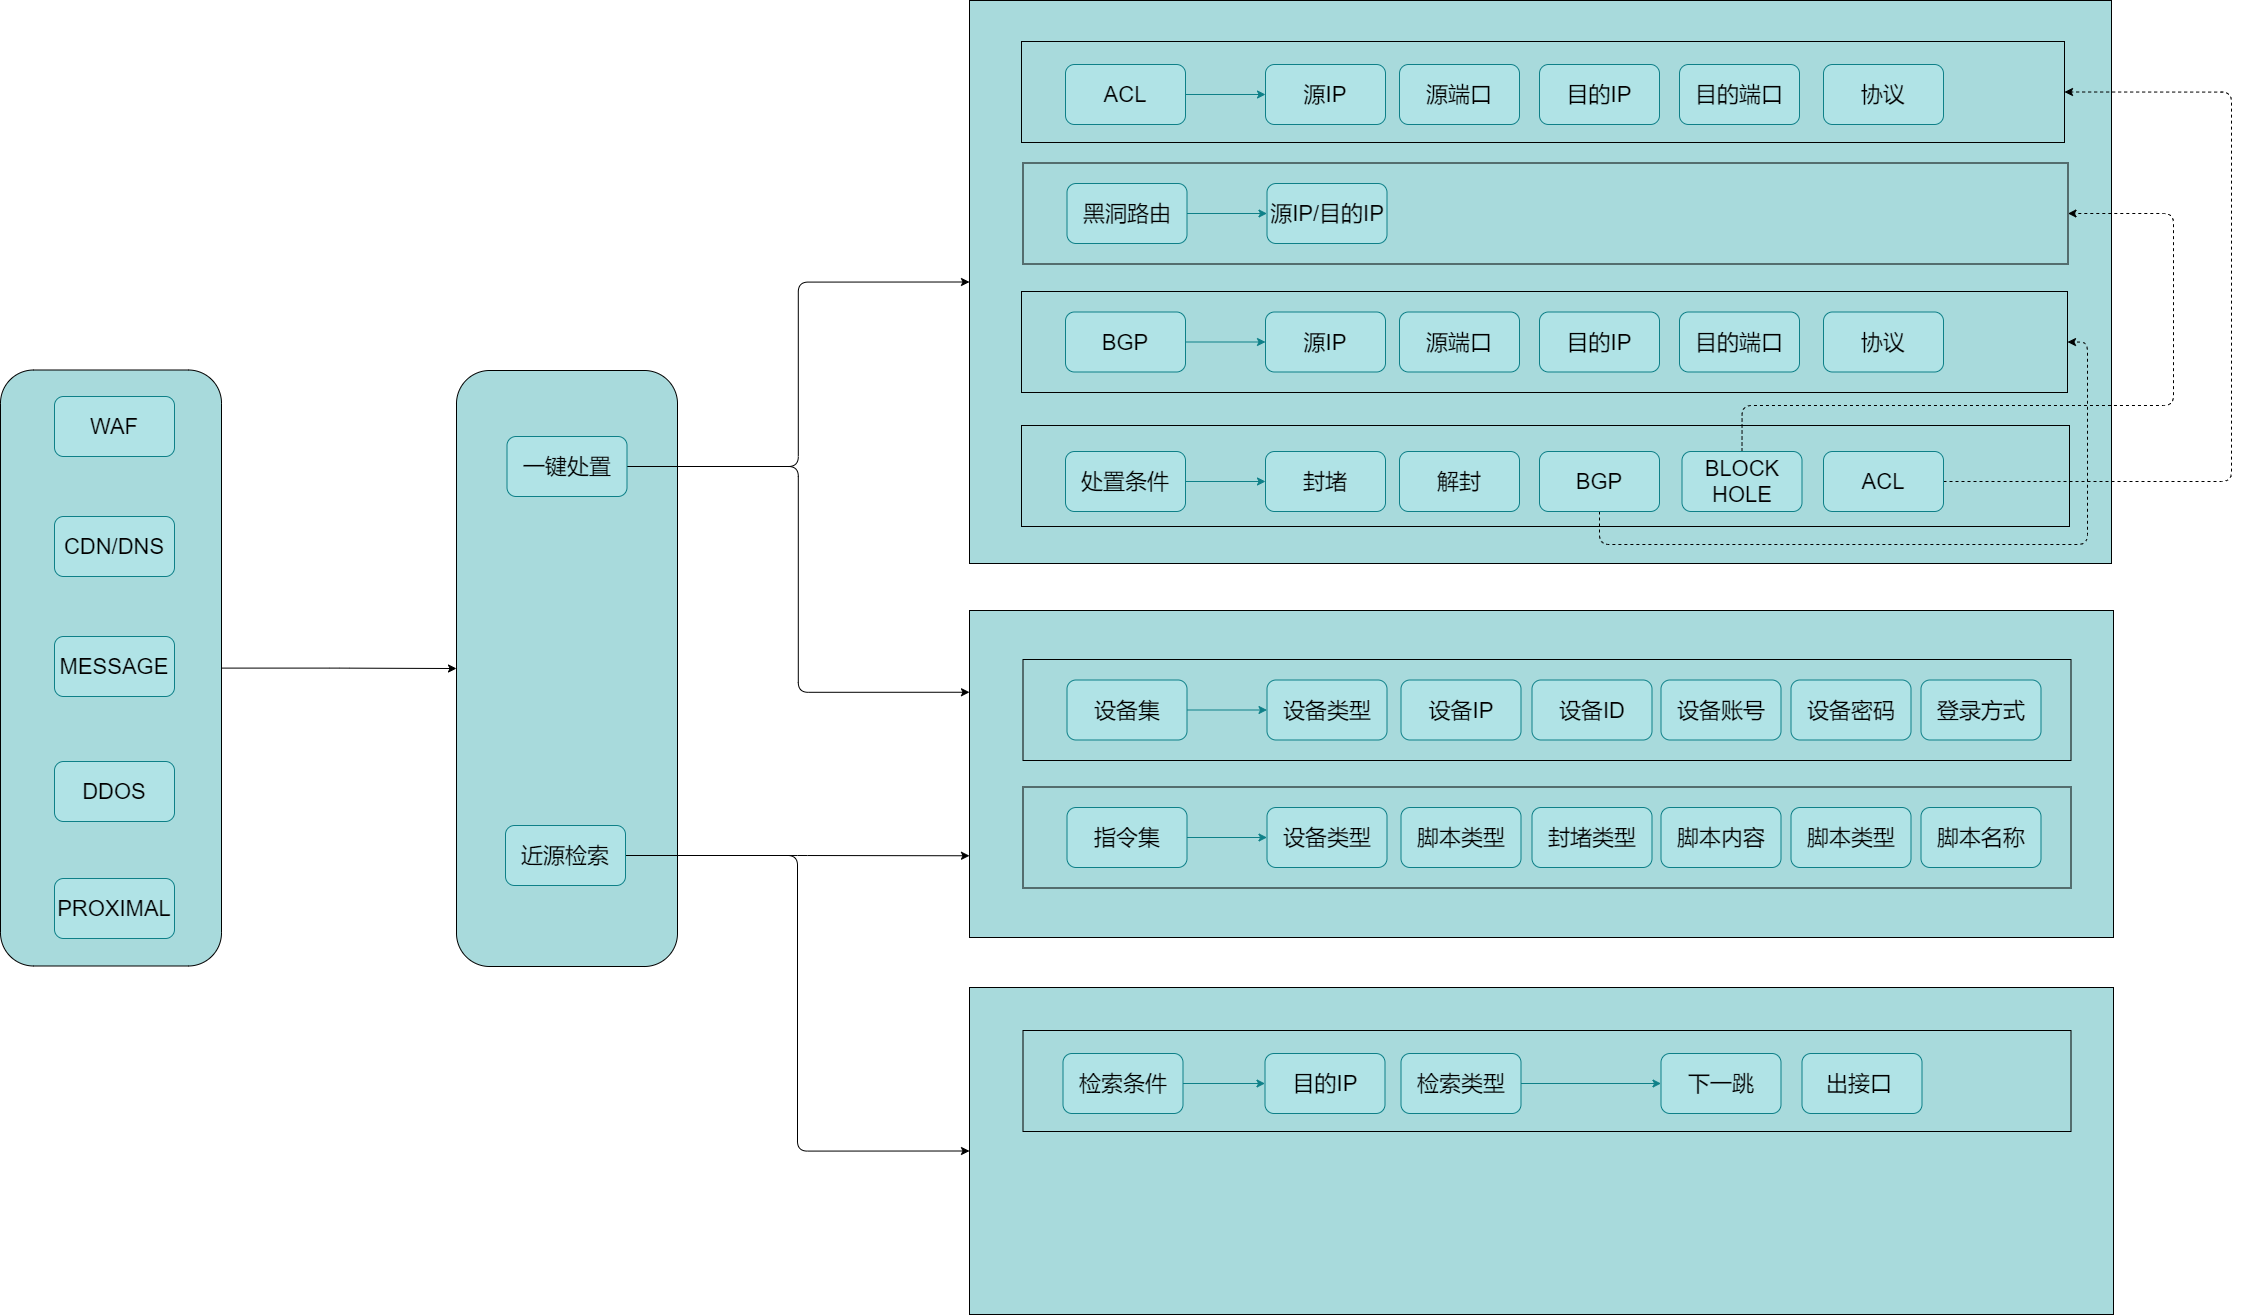 WAF
CDN/DNS
MESSAGE
DDOS
PROXIMAL
一键处置
近源检索
ACL
源IP
源端口
目的IP
目的端口
协议
黑洞路由
源IP/目的IP
BGP
源IP
源端口
目的IP
目的端口
协议
处置条件
封堵
解封
BGP
BLOCK
HOLE
ACL
设备集
设备类型
设备IP
设备ID
设备账号
设备密码
登录方式
指令集
设备类型
脚本类型
封堵类型
脚本内容
脚本类型
脚本名称
检索条件
目的IP
检索类型
下一跳
出接口